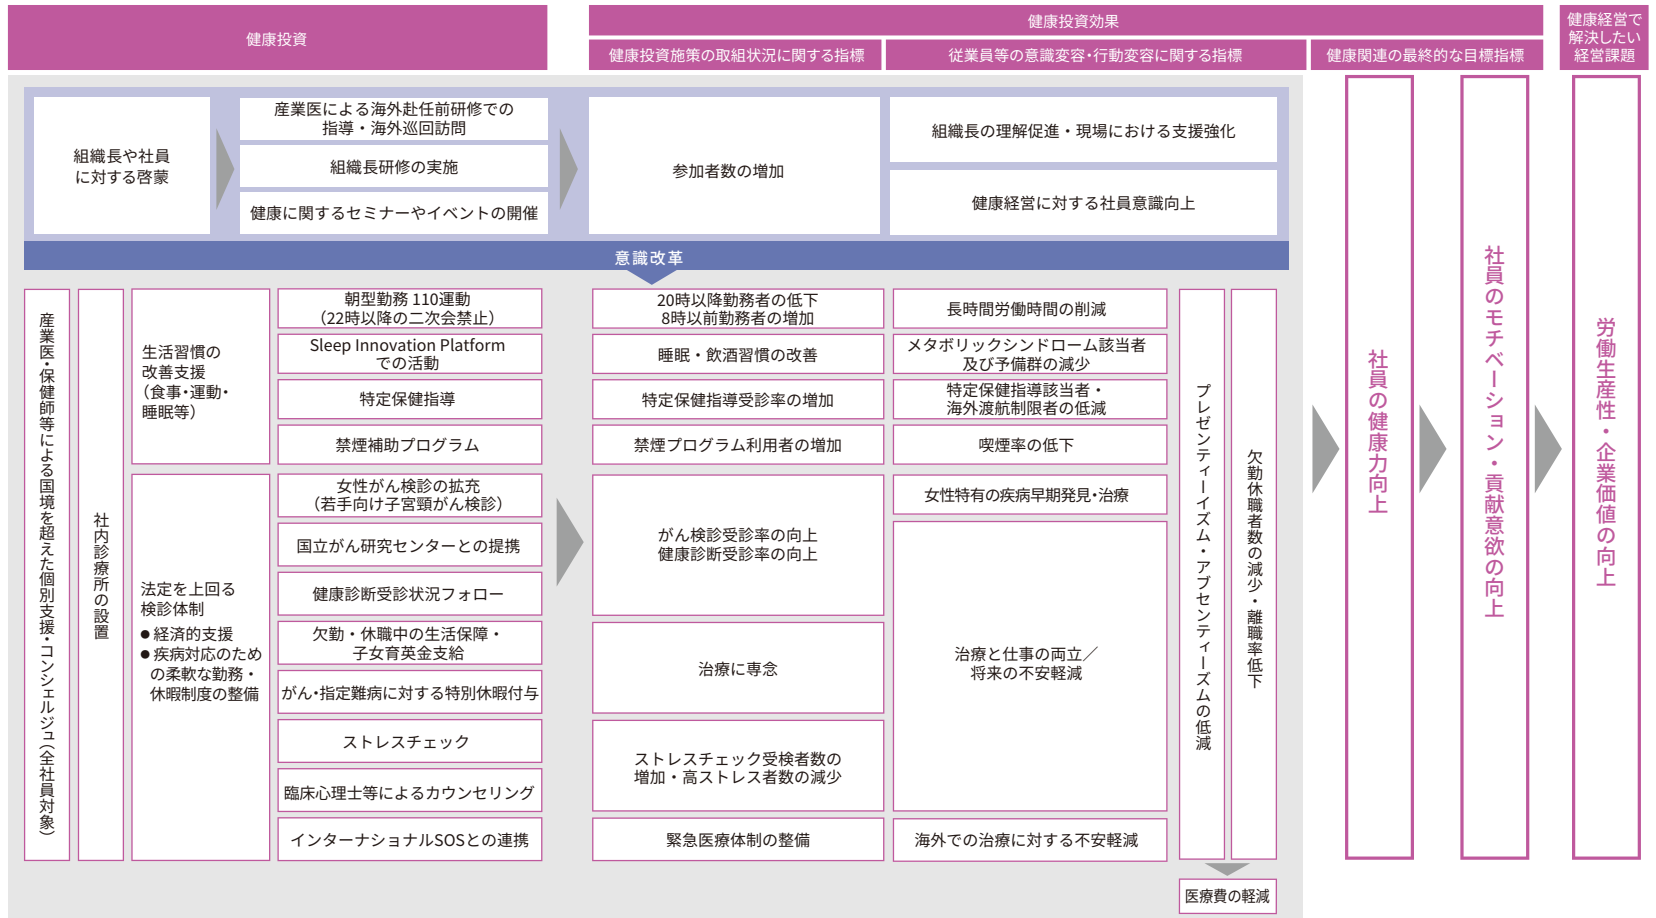 健康投資
健康投資効果
健康投資施策の取組状況に関する指標
従業員等の意識変容・行動変容に関する指標
健康関連の最終的な目標指標
健康経営で
解決したい
経営課題
組織長や社員
に対する啓蒙
産業医による海外赴任前研修での
指導・海外巡回訪問
組織長研修の実施
健康に関するセミナーやイベントの開催
参加者数の増加
組織長の理解促進・現場における支援強化
健康経営に対する社員意識向上
意識改革
産業医・保健師等による国境を超えた個別支援・コンシェルジュ（全社員対象）
社内診療所の設置
生活習慣の
改善支援
（食事・運動・
睡眠等）
朝型勤務 110運動
（22時以降の二次会禁止）
Sleep Innovation Platform
での活動
特定保健指導
禁煙補助プログラム
20時以降勤務者の低下
8時以前勤務者の増加
睡眠・飲酒習慣の改善
特定保健指導受診率の増加
禁煙プログラム利用者の増加
長時間労働時間の削減
メタボリックシンドローム該当者
及び予備群の減少
特定保健指導該当者・
海外渡航制限者の低減
喫煙率の低下
法定を上回る
検診体制
●経済的支援
●疾病対応のため
の柔軟な勤務・
休暇制度の整備
女性がん検診の拡充
（若手向け子宮頸がん検診）
国立がん研究センターとの提携
健康診断受診状況フォロー
欠勤・休職中の生活保障・
子女育英金支給
がん・指定難病に対する特別休暇付与
ストレスチェック
臨床心理士等によるカウンセリング
インターナショナルSOSとの連携
がん検診受診率の向上
健康診断受診率の向上
治療に専念
ストレスチェック受検者数の
増加・高ストレス者数の減少
緊急医療体制の整備
女性特有の疾病早期発見・治療
治療と仕事の両立／
将来の不安軽減
海外での治療に対する不安軽減
プレゼンティーイズム・アブセンティーズムの低減
欠勤休職者数の減少・離職率低下
医療費の軽減
社員の健康力向上
社員のモチベーション・貢献意欲の向上
労働生産性・企業価値の向上